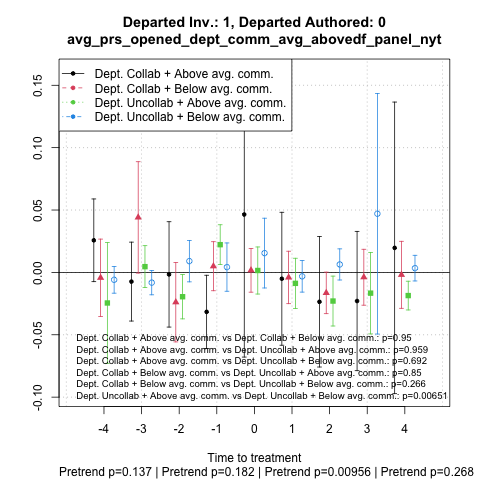 Departed Inv.: 1, Departed Authored: 0
avg_prs_opened_dept_comm_avg_abovedf_panel_nyt
Dept. Collab + Above avg. comm.
Dept. Collab + Below avg. comm.
Dept. Uncollab + Above avg. comm.
Dept. Uncollab + Below avg. comm.
0.15
0.10
0.05
0.00
-0.05
-0.10
Dept. Collab + Above avg. comm. vs Dept. Collab + Below avg. comm.: p=0.95
Dept. Collab + Above avg. comm. vs Dept. Uncollab + Above avg. comm.: p=0.959
Dept. Collab + Above avg. comm. vs Dept. Uncollab + Below avg. comm.: p=0.692
Dept. Collab + Below avg. comm. vs Dept. Uncollab + Above avg. comm.: p=0.85
Dept. Collab + Below avg. comm. vs Dept. Uncollab + Below avg. comm.: p=0.266
Dept. Uncollab + Above avg. comm. vs Dept. Uncollab + Below avg. comm.: p=0.00651
-4 -3 -2 -1 0 1 2 3 4
Time to treatment
Pretrend p=0.137 | Pretrend p=0.182 | Pretrend p=0.00956 | Pretrend p=0.268